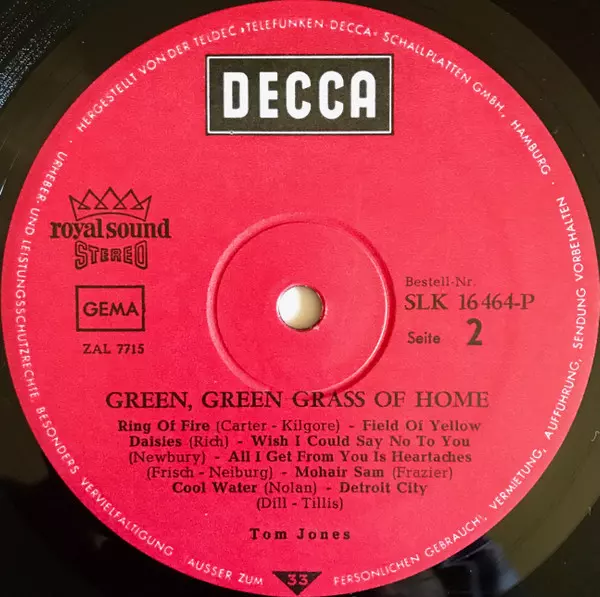 · HERGESTELLT VON DER TELDEC »TELEFUNKEN-DECCA« SCHALLPLATTEN GMBH., HAMBURG ·
DECCA
royal sound
STEREO
GEMA
ZAL 7715
Bestell-Nr.
SLK 16 464-P
Seite 2
GREEN, GREEN GRASS OF HOME
Ring Of Fire (Carter - Kilgore) - Field Of Yellow
Daisies (Rich) - Wish I Could Say No To You
(Newbury) - All I Get From You Is Heartaches
(Frisch - Neiburg) - Mohair Sam (Frazier)
Cool Water (Nolan) - Detroit City
(Dill - Tillis)
Tom Jones
URHEBER- UND LEISTUNGSSCHUTZRECHTE, BESONDERS VERVIELFÄLTIGUNG (AUSSER ZUM PERSÖNLICHEN GEBRAUCH), VERMIETUNG, AUFFÜHRUNG, SENDUNG VORBEHALTEN
33